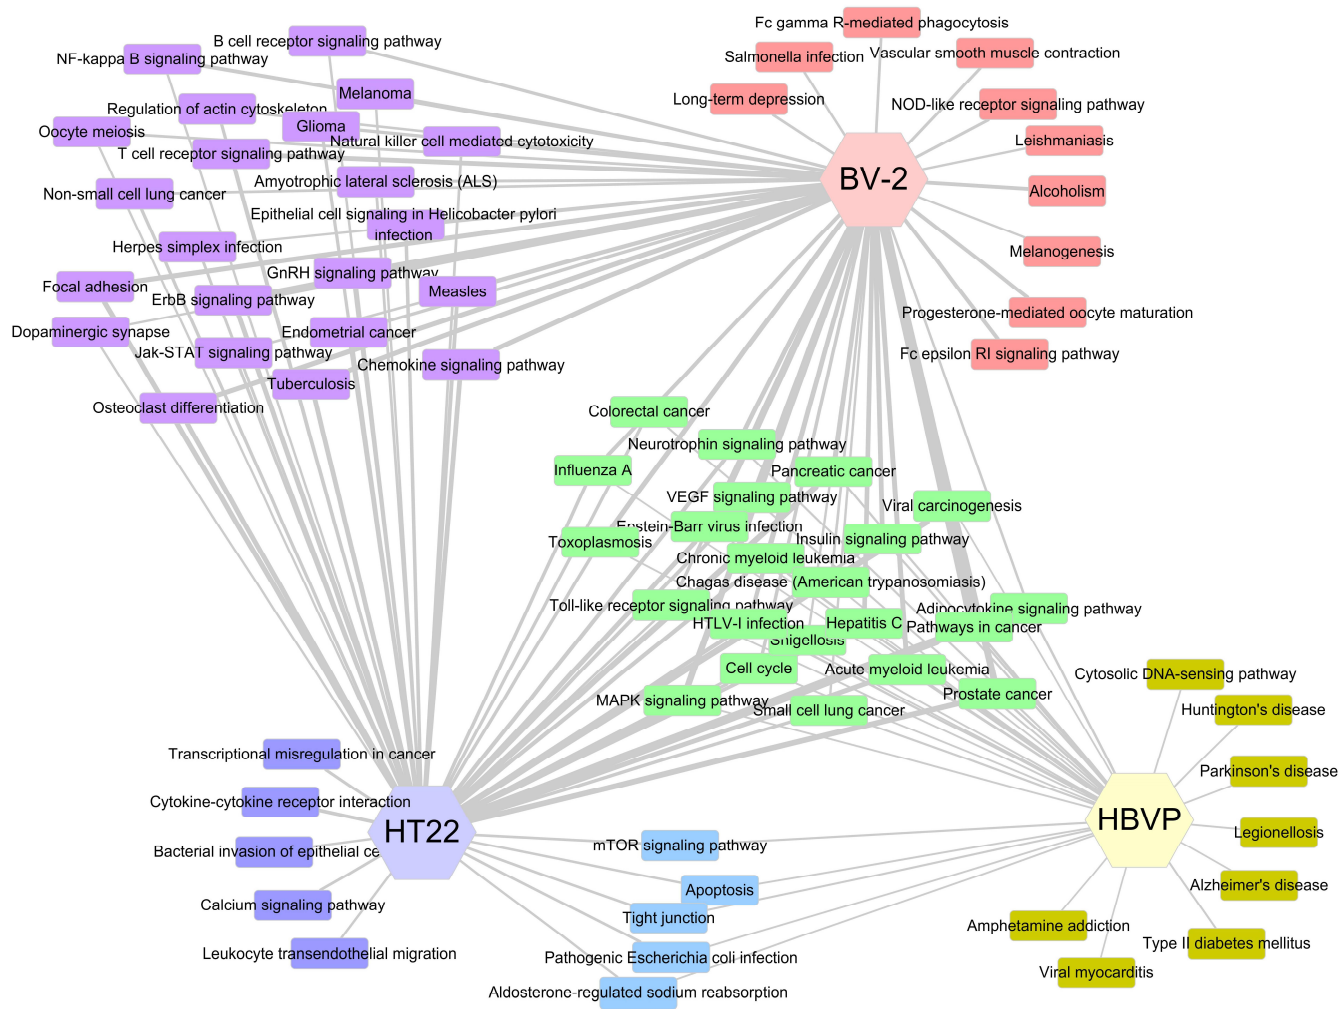 Fc gamma R-mediated phagocytosis
B cell receptor signaling pathway
Salmonella infection
Vascular smooth muscle contraction
NF-kappa B signaling pathway
Melanoma
Long-term depression
NOD-like receptor signaling pathway
Regulation of actin cytoskeleton
Glioma
Oocyte meiosis
Natural killer cell mediated cytotoxicity
Leishmaniasis
T cell receptor signaling pathway
BV-2
Amyotrophic lateral sclerosis (ALS)
Alcoholism
Non-small cell lung cancer
Epithelial cell signaling in Helicobacter pylori
infection
Herpes simplex infection
Melanogenesis
GnRH signaling pathway
Focal adhesion
Measles
ErbB signaling pathway
Progesterone-mediated oocyte maturation
Dopaminergic synapse
Endometrial cancer
Jak-STAT signaling pathway
Fc epsilon RI signaling pathway
Chemokine signaling pathway
Tuberculosis
Osteoclast differentiation
Colorectal cancer
Neurotrophin signaling pathway
Influenza A
Pancreatic cancer
VEGF signaling pathway
Viral carcinogenesis
Epstein-Barr virus infection
Insulin signaling pathway
Toxoplasmosis
Chronic myeloid leukemia
Chagas disease (American trypanosomiasis)
Toll-like receptor signaling pathway
Adipocytokine signaling pathway
HTLV-I infection
Hepatitis C
Pathways in cancer
Shigellosis
Cell cycle
Acute myeloid leukemia
Cytosolic DNA-sensing pathway
Prostate cancer
MAPK signaling pathway
Small cell lung cancer
Huntington's disease
Transcriptional misregulation in cancer
Parkinson's disease
Cytokine-cytokine receptor interaction
HBVP
HT22
Legionellosis
mTOR signaling pathway
Bacterial invasion of epithelial ce
Alzheimer's disease
Apoptosis
Calcium signaling pathway
Tight junction
Amphetamine addiction
Type II diabetes mellitus
Leukocyte transendothelial migration
Pathogenic Escherichia coli infection
Viral myocarditis
Aldosterone-regulated sodium reabsorption